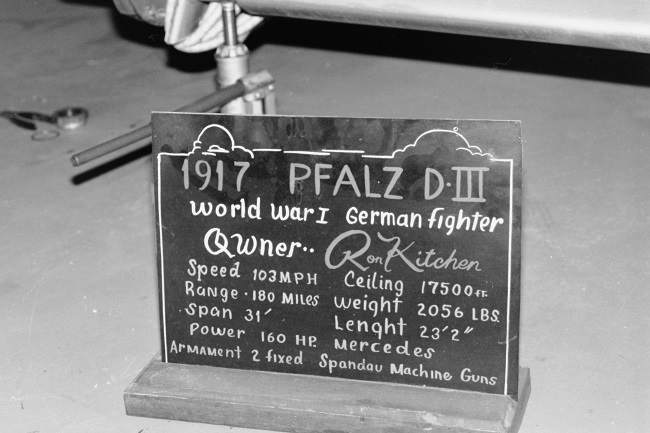 1917 PFALZ D·III
World War I German fighter
Owner·· Ron Kitchen
Speed 103 MPH Ceiling 17500 FT.
Range · 180 MILES Weight 2056 LBS.
Span 31' Lenght 23'2"
Power 160 HP. Mercedes
ARMAMENT 2 fixed Spandau Machine Guns